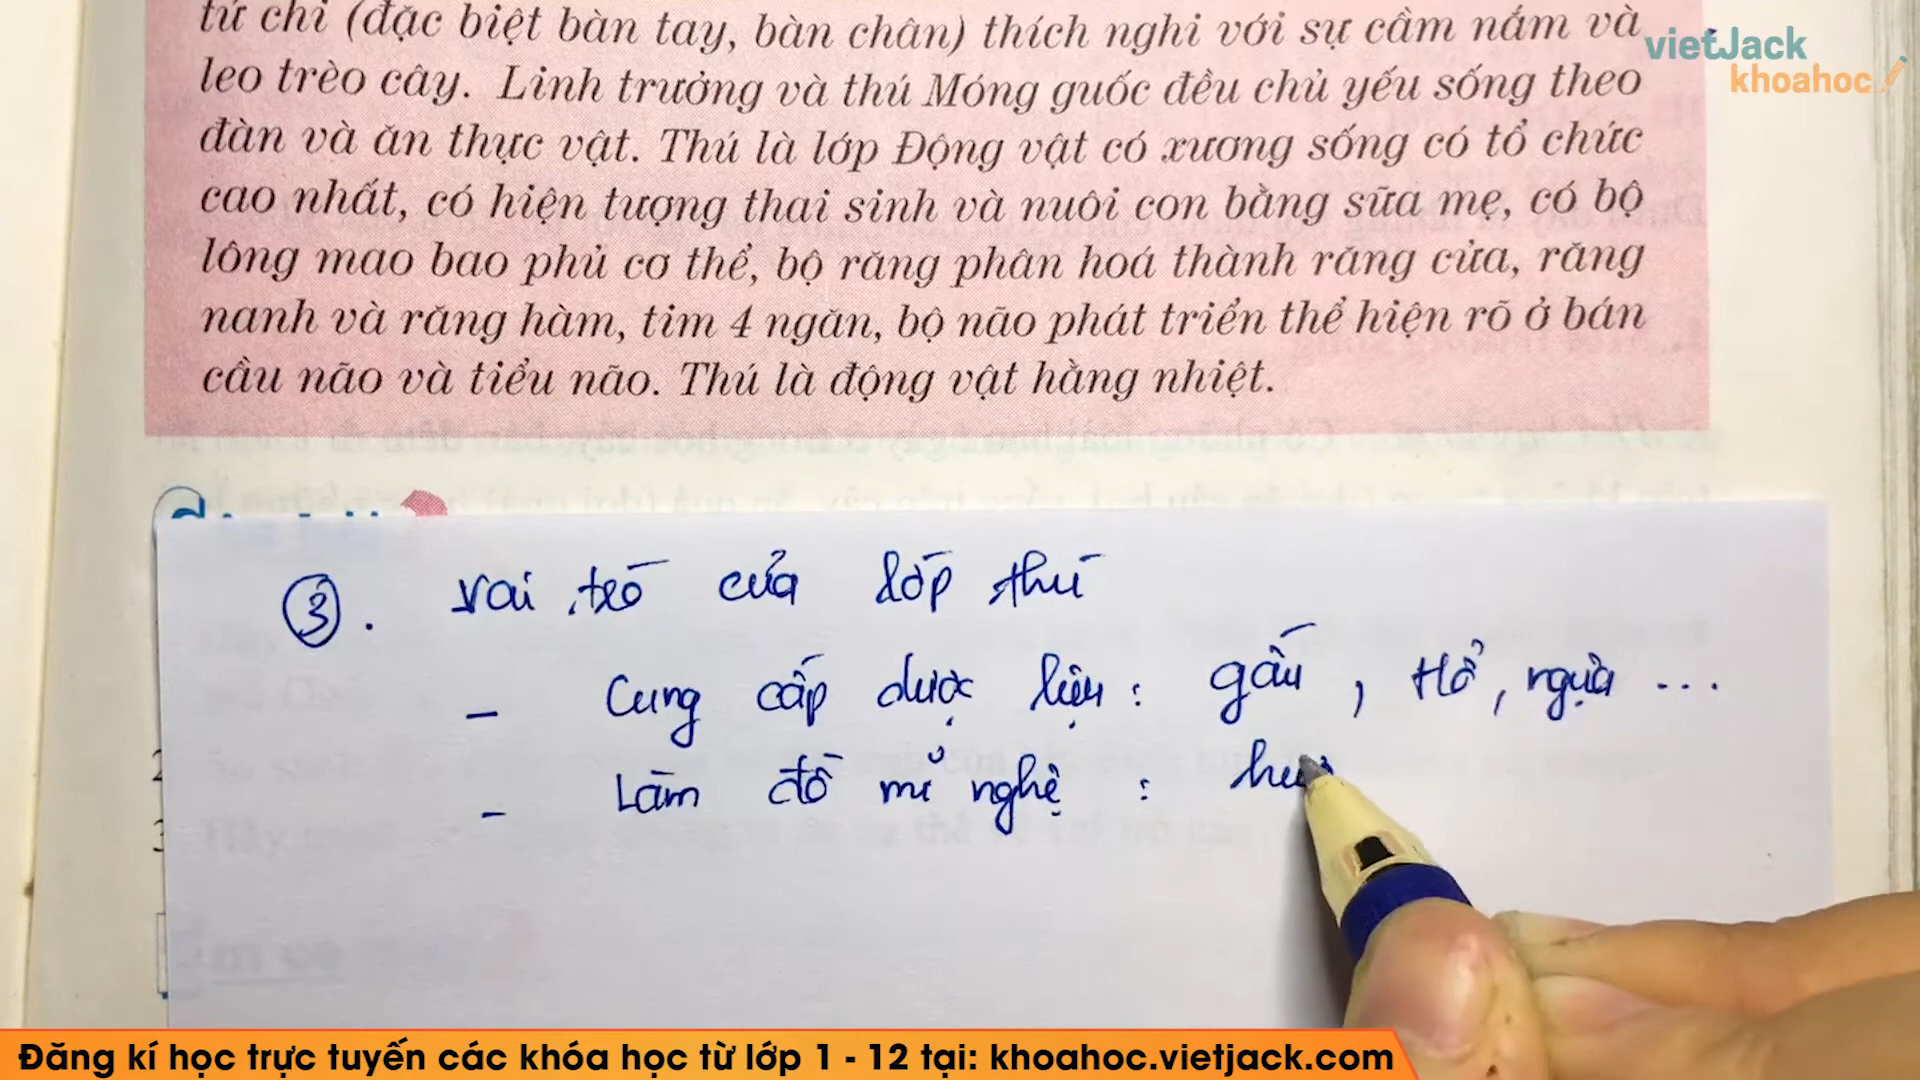 tứ chi (đặc biệt bàn tay, bàn chân) thích nghi với sự cầm nắm và
leo trèo cây. Linh trưởng và thú Móng guốc đều chủ yếu sống theo
đàn và ăn thực vật. Thú là lớp Động vật có xương sống có tổ chức
cao nhất, có hiện tượng thai sinh và nuôi con bằng sữa mẹ, có bộ
lông mao bao phủ cơ thể, bộ răng phân hoá thành răng cửa, răng
nanh và răng hàm, tim 4 ngăn, bộ não phát triển thể hiện rõ ở bán
cầu não và tiểu não. Thú là động vật hằng nhiệt.
vietJack
khoahoc
3. Vai trò của lớp thú
- Cung cấp dược liệu : gấu, Hổ, ngựa ...
- Làm đồ mĩ nghệ :
Đăng kí học trực tuyến các khóa học từ lớp 1 - 12 tại: khoahoc.vietjack.com